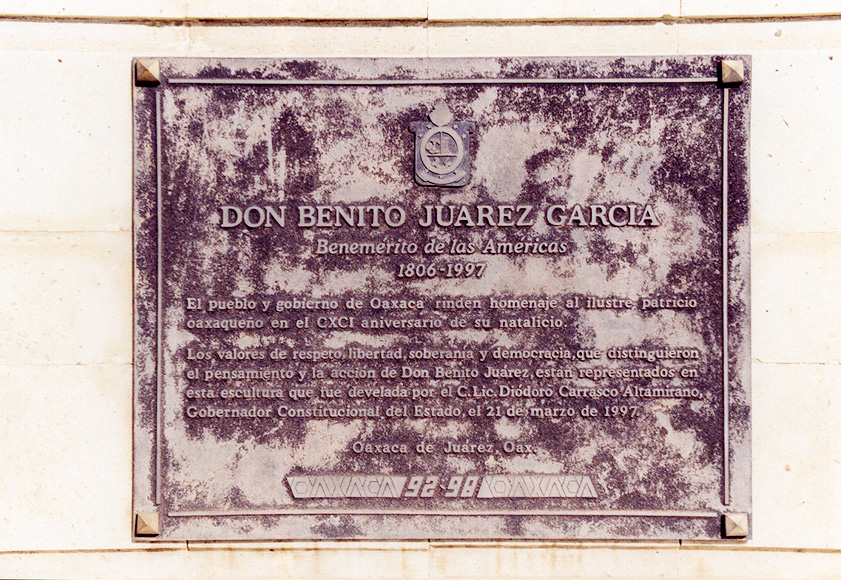 DON BENITO JUAREZ GARCIA
Benemérito de las Américas
1806-1997
El pueblo y gobierno de Oaxaca rinden homenaje al ilustre patricio
oaxaqueño en el CXCI aniversario de su natalicio.
Los valores de respeto, libertad, soberanía y democracia, que distinguieron
el pensamiento y la acción de Don Benito Juárez, están representados en
esta escultura que fue develada por el C. Lic. Diódoro Carrasco Altamirano,
Gobernador Constitucional del Estado, el 21 de marzo de 1997.
Oaxaca de Juárez, Oax.
OAXACA 92-98 OAXACA